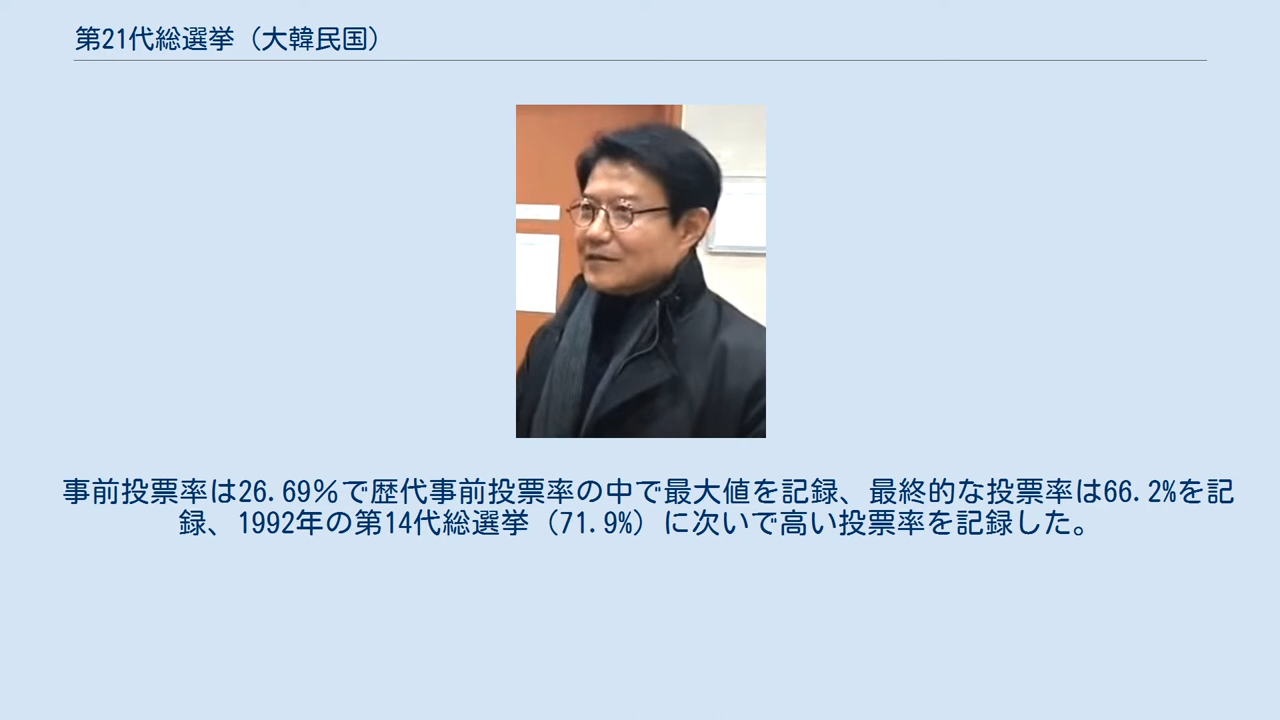 第21代総選挙（大韓民国）
事前投票率は26.69％で歴代事前投票率の中で最大値を記録、最終的な投票率は66.2%を記
録、1992年の第14代総選挙（71.9%）に次いで高い投票率を記録した。